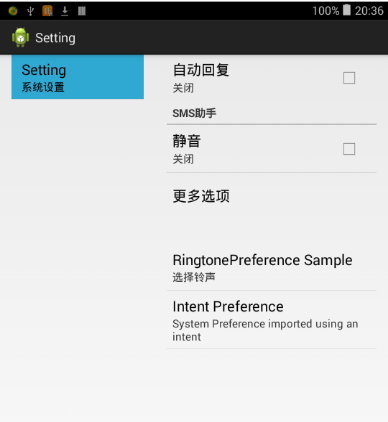 100% 20:36
Setting
Setting
系统设置
自动回复
关闭
SMS助手
静音
关闭
更多选项
RingtonePreference Sample
选择铃声
Intent Preference
System Preference imported using an
intent